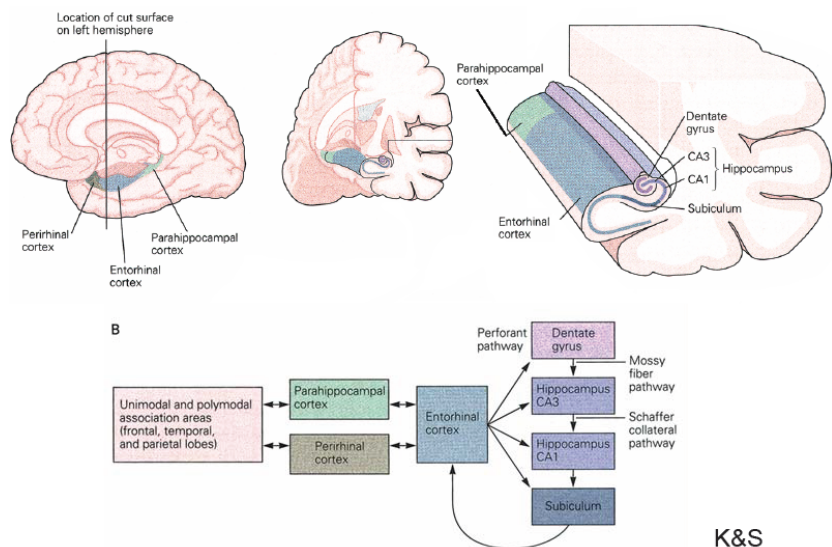 Location of cut surface
on left hemisphere
Perirhinal
cortex
Entorhinal
cortex
Parahippocampal
cortex
Parahippocampal
cortex
Dentate
gyrus
CA3
CA1
Hippocampus
Subiculum
Entorhinal
cortex
B
Perforant
pathway
Dentate
gyrus
Mossy
fiber
pathway
Parahippocampal
cortex
Hippocampus
CA3
Unimodal and polymodal
association areas
(frontal, temporal,
and parietal lobes)
Entorhinal
cortex
Schaffer
collateral
pathway
Perirhinal
cortex
Hippocampus
CA1
Subiculum
K&S